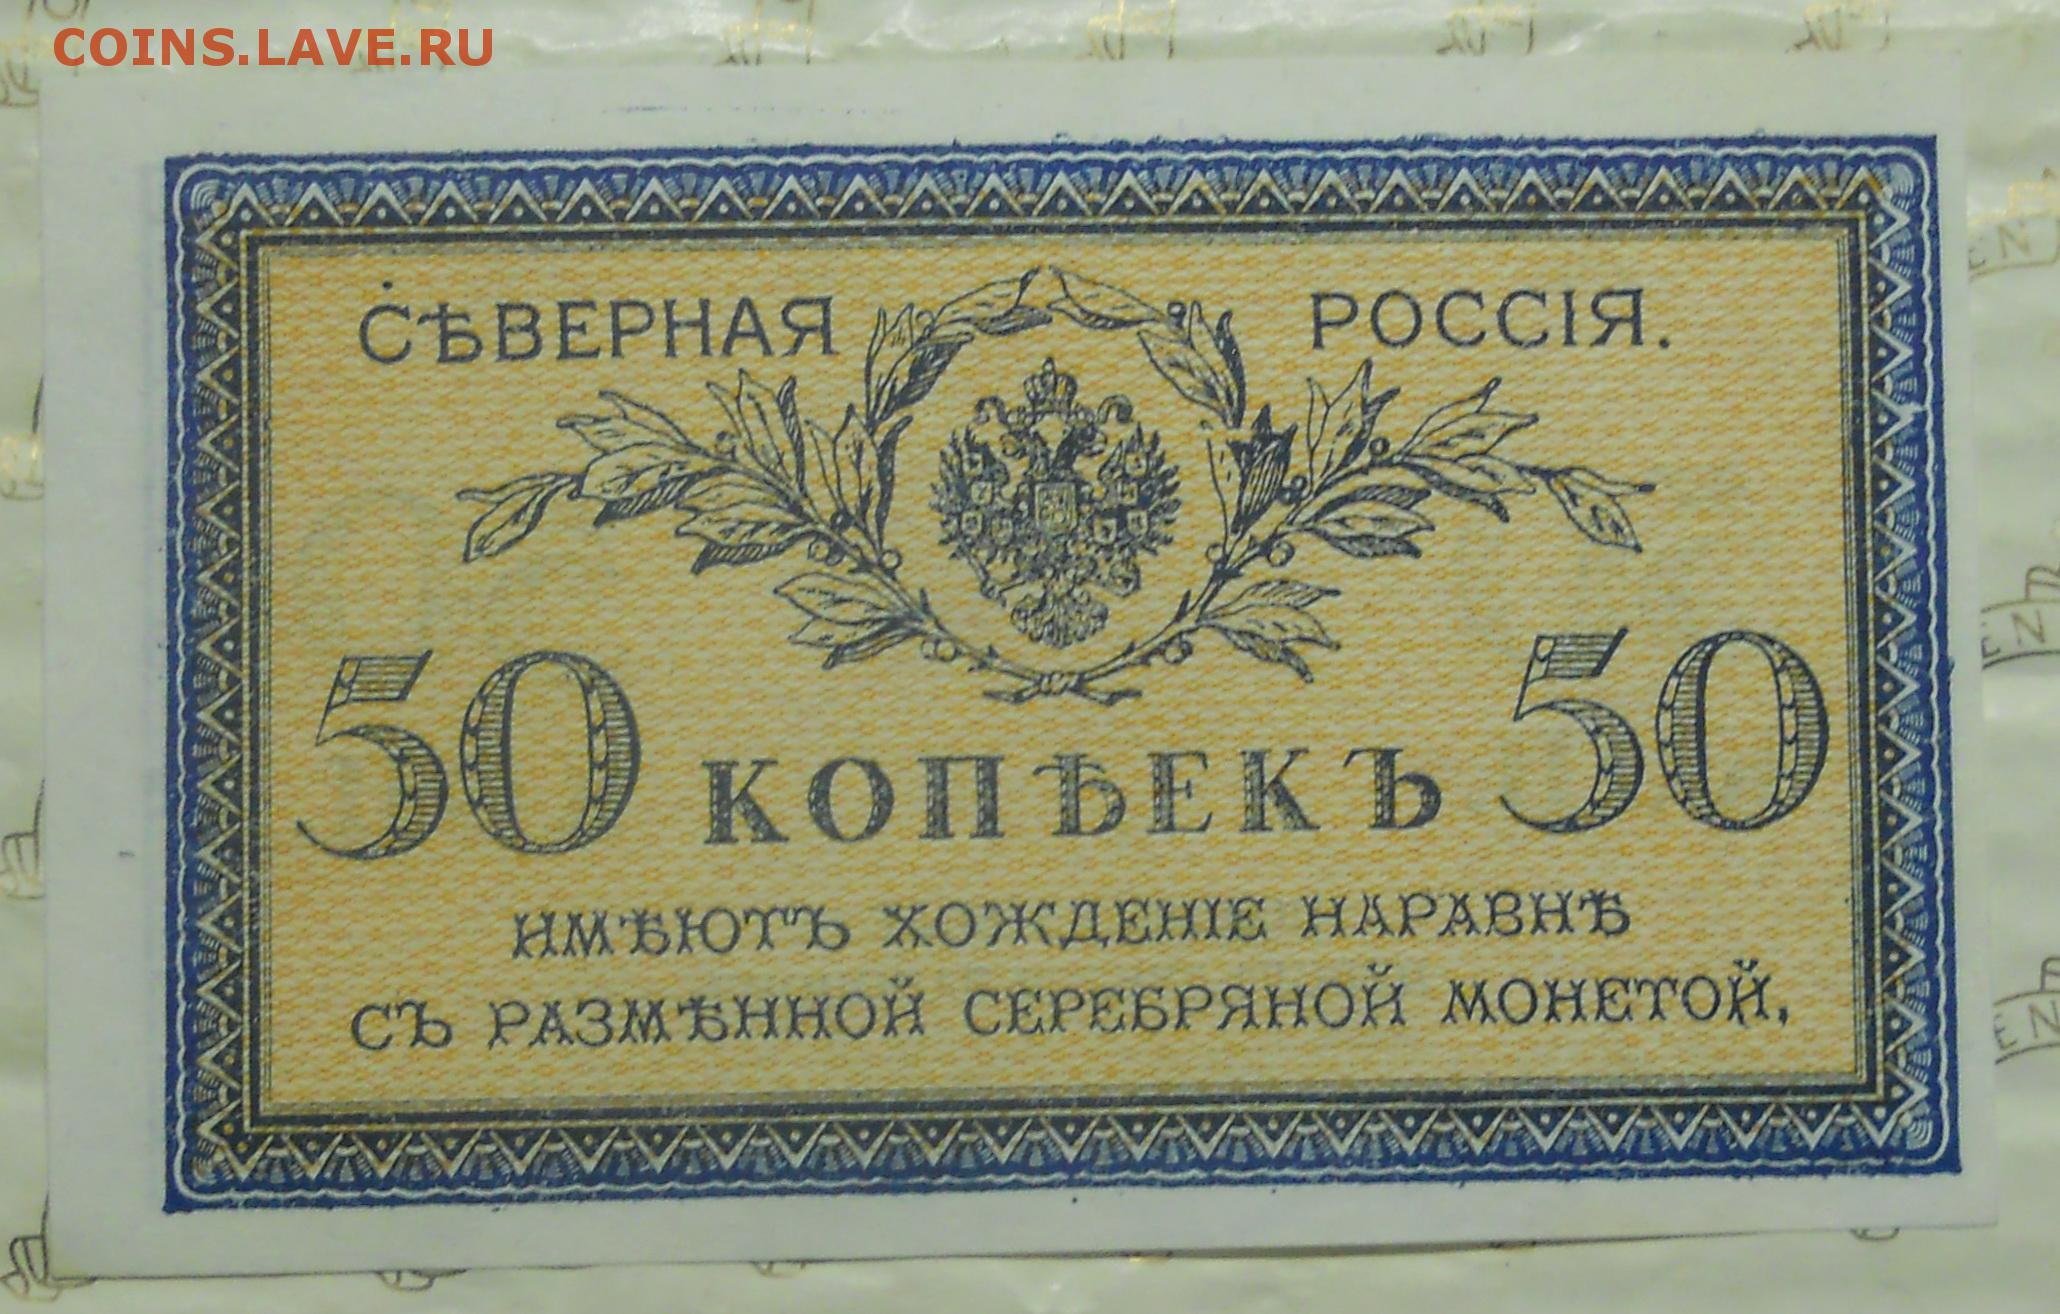 COINS.LAVE.RU
СѢВЕРНАЯ РОССІЯ.
50 КОПѢЕКЪ 50
ИМѢЮТЪ ХОЖДЕНІЕ НАРАВНѢ
СЪ РАЗМѢННОЙ СЕРЕБРЯНОЙ МОНЕТОЙ,